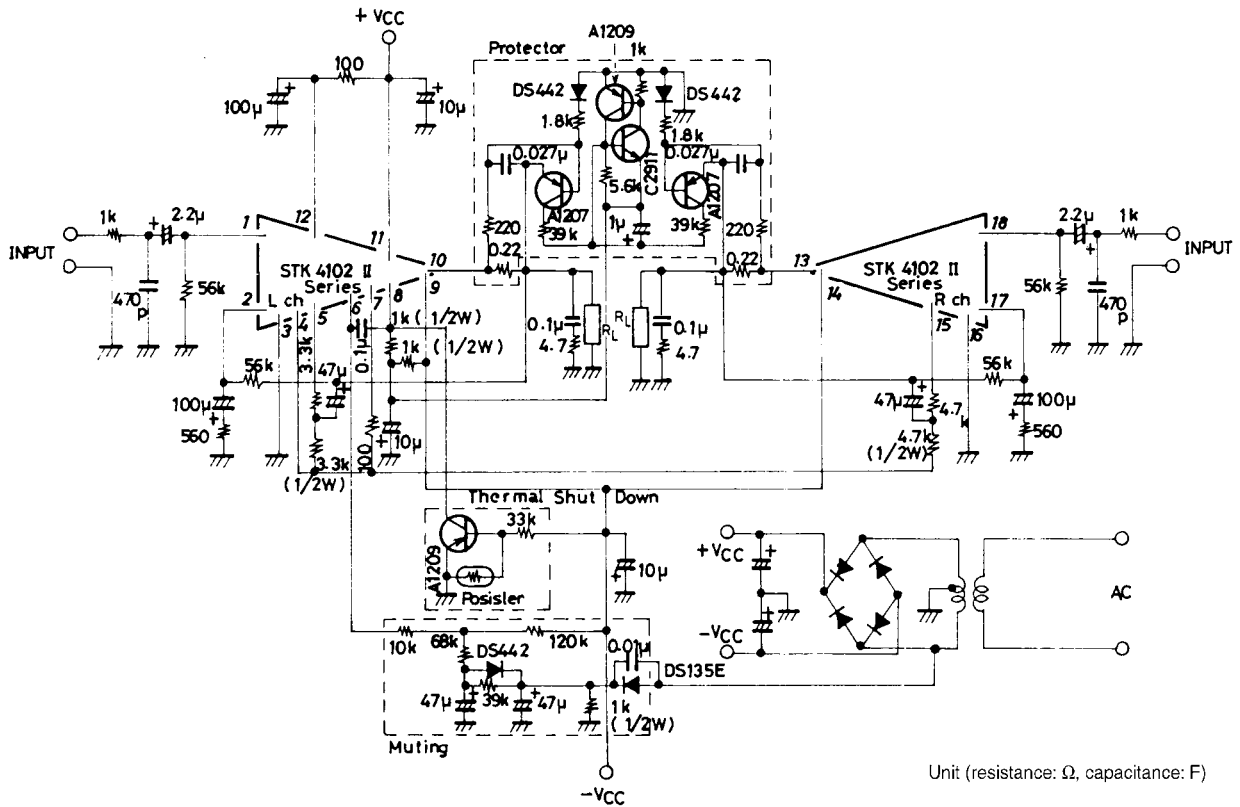 + VCC
100
100μ
+
+
10μ
Protector
A1209
1k
DS442
DS442
1.8k
1.8k
0.027μ
0.027μ
C2911
5.6k
A1207
A1207
39k
1μ
+
39k
220
220
0.22
0.22
INPUT
1k
+
2.2μ
470
p
56k
1
12
11
10
9
STK 4102 II
Series
2
L ch
3
4
5
6
7
8
13
14
18
STK 4102 II
Series
R ch
17
15
16
2.2μ
+
1k
INPUT
56k
470
p
1k (1/2W)
1k
(1/2W)
0.1μ
3.3k
47μ
+
0.1μ
4.7
RL
RL
0.1μ
4.7
56k
100μ
+
560
3.3k
(1/2W)
100
+
10μ
56k
47μ
+
4.7
k
4.7k
(1/2W)
100μ
+
560
Thermal Shut Down
33k
A1209
Posisler
+
10μ
+VCC
+
+
-VCC
AC
Muting
10k
68k
120k
DS442
0.01μ
DS135E
47μ
+
39k
+
47μ
1k
(1/2W)
-VCC
Unit (resistance: Ω, capacitance: F)